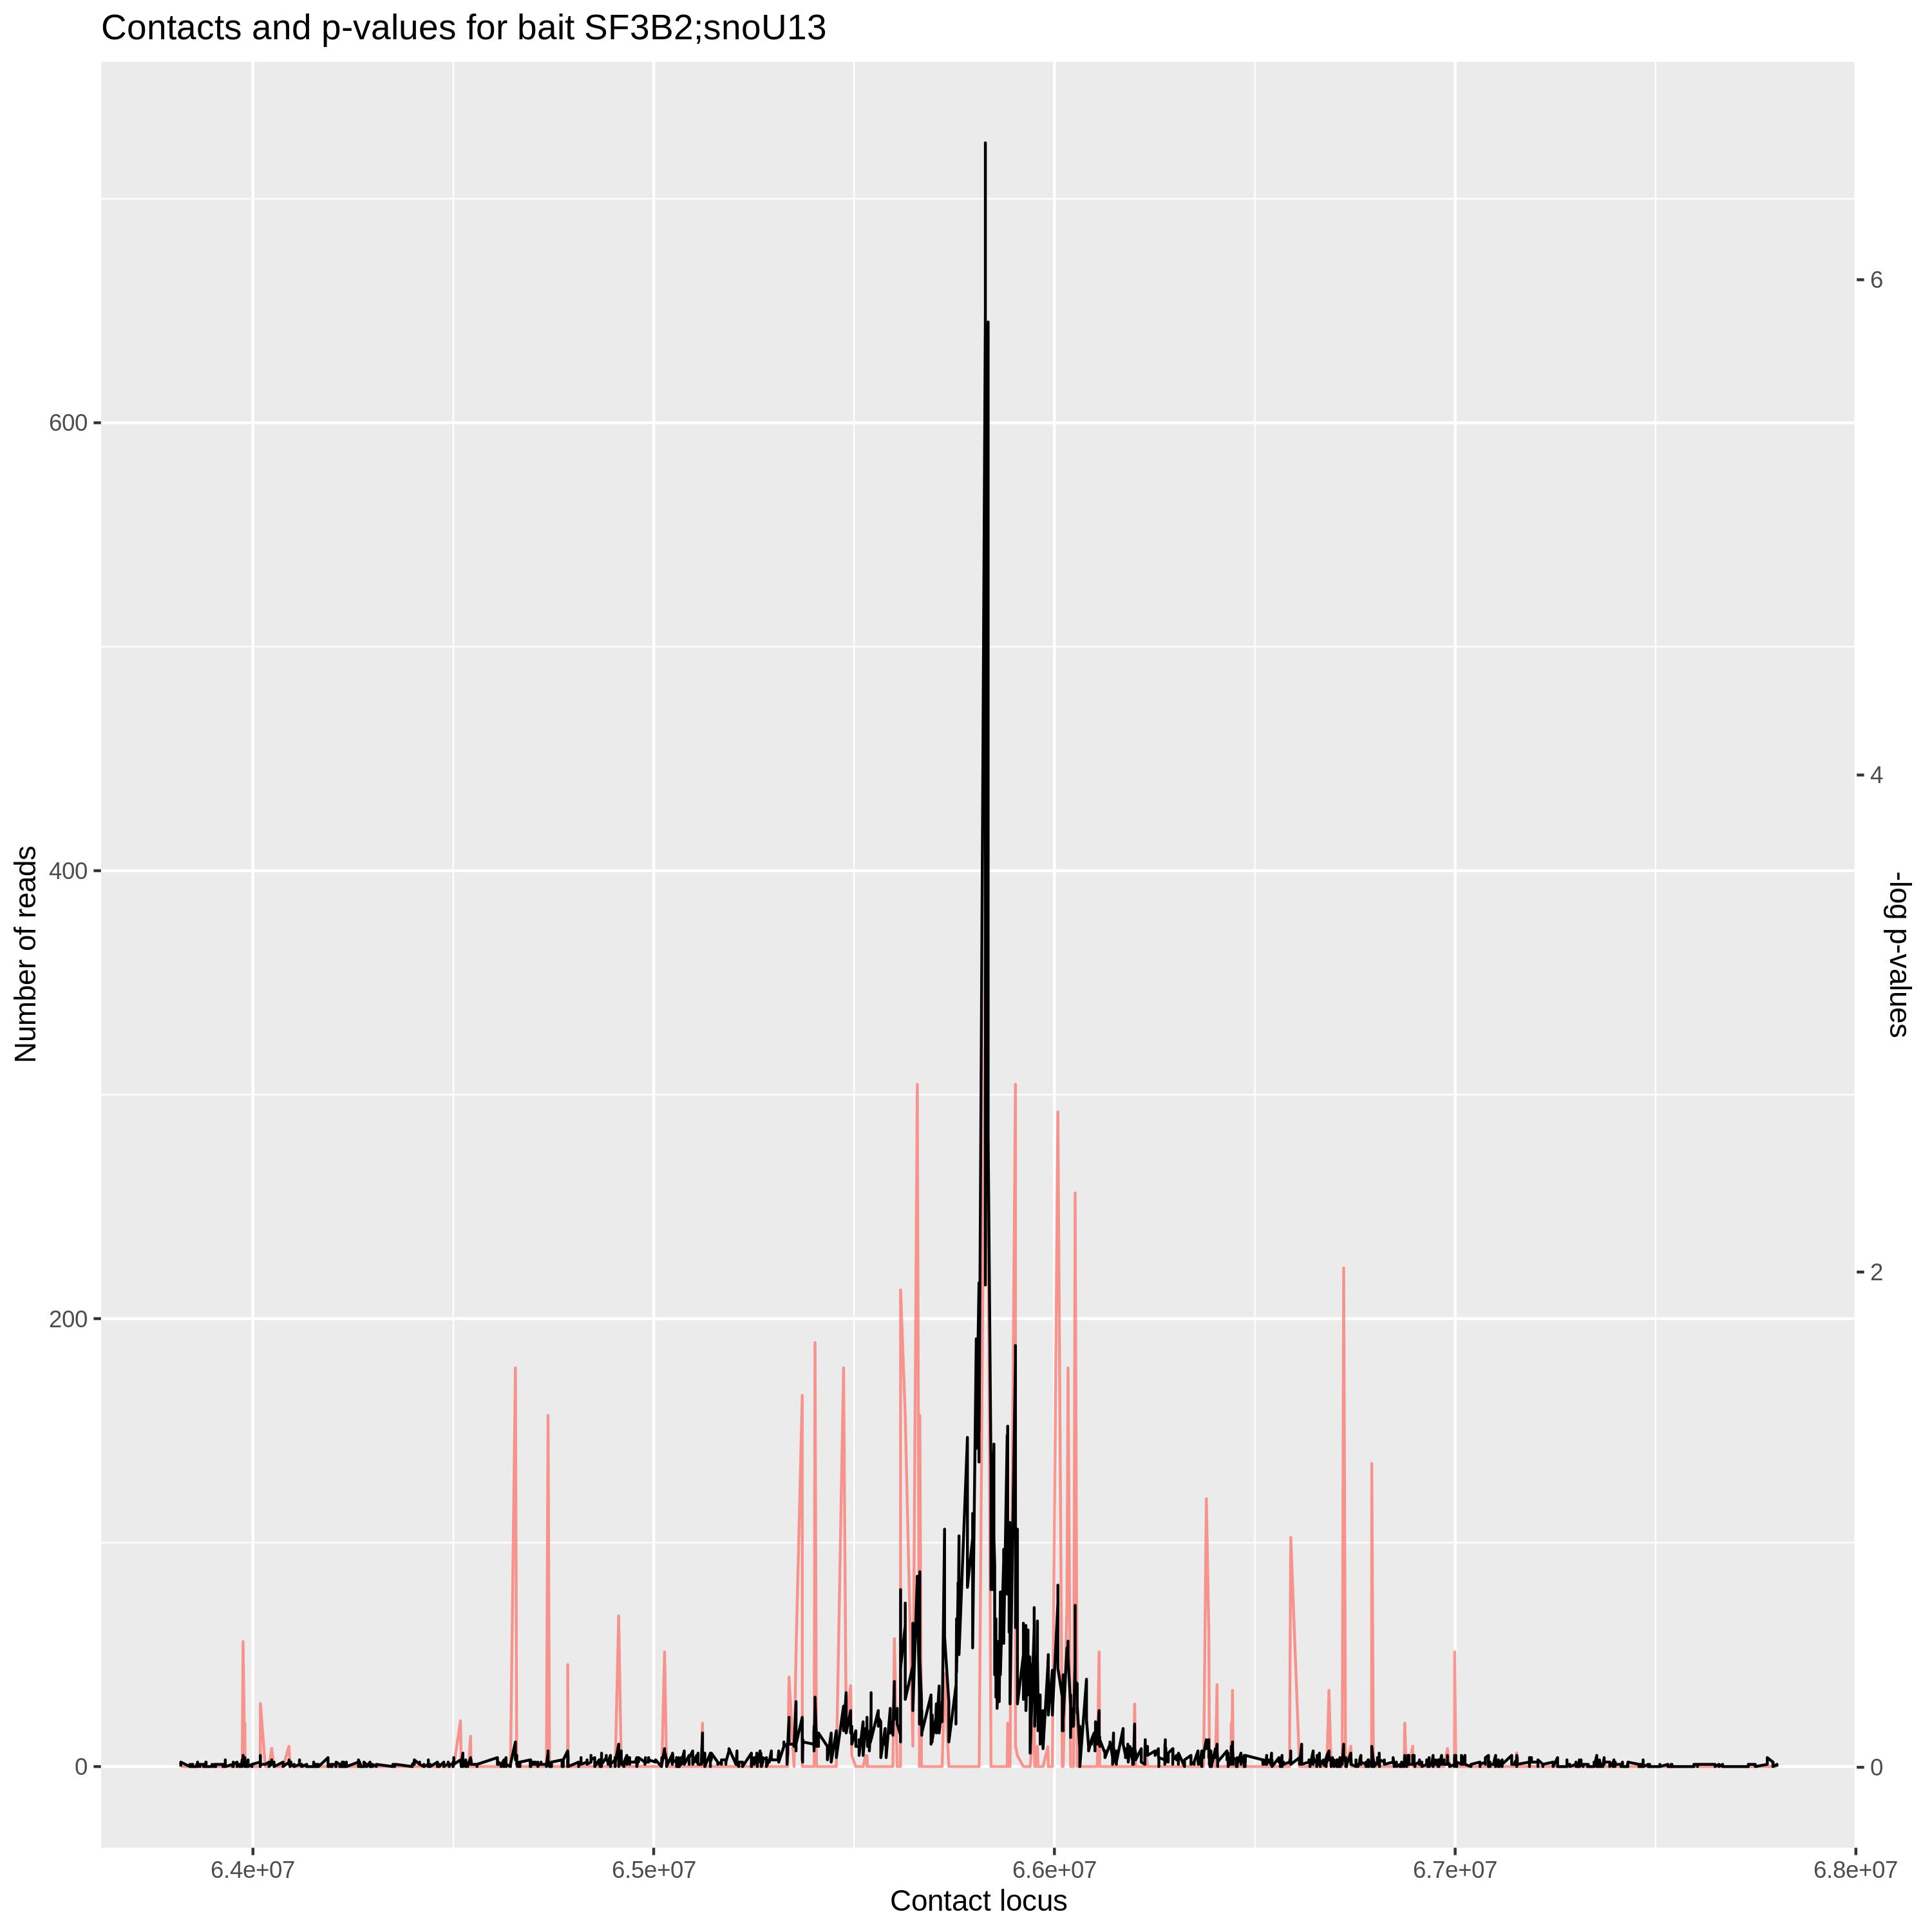 Contacts and p-values for bait SF3B2;snoU13
Number of reads
600
400
200
0
6
4
2
0
-log p-values
6.4e+07
6.5e+07
6.6e+07
6.7e+07
6.8e+07
Contact locus